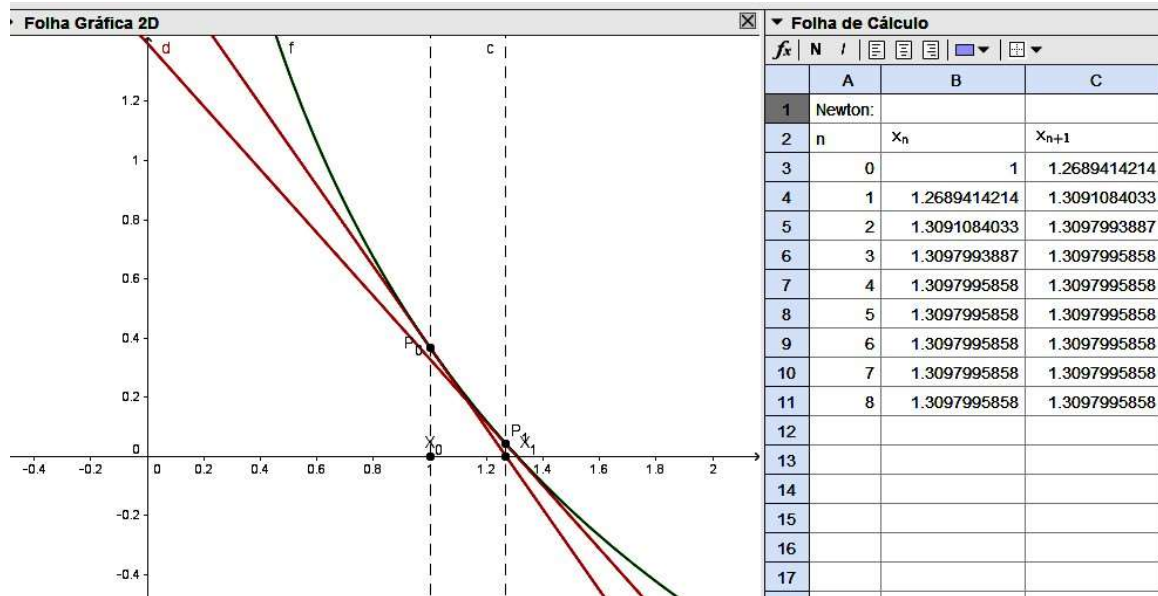 Folha Gráfica 2D
d
f
c
1.2
1
0.8
0.6
0.4
0.2
0
-0.2
-0.4
-0.4 -0.2 0 0.2 0.4 0.6 0.8 1 1.2 1.4 1.6 1.8 2
P0
X0
P1
X1
Folha de Cálculo
fx N I
A B C
1 Newton:
2 n xn xn+1
3 0 1 1.2689414214
4 1 1.2689414214 1.3091084033
5 2 1.3091084033 1.3097993887
6 3 1.3097993887 1.3097995858
7 4 1.3097995858 1.3097995858
8 5 1.3097995858 1.3097995858
9 6 1.3097995858 1.3097995858
10 7 1.3097995858 1.3097995858
11 8 1.3097995858 1.3097995858
12
13
14
15
16
17